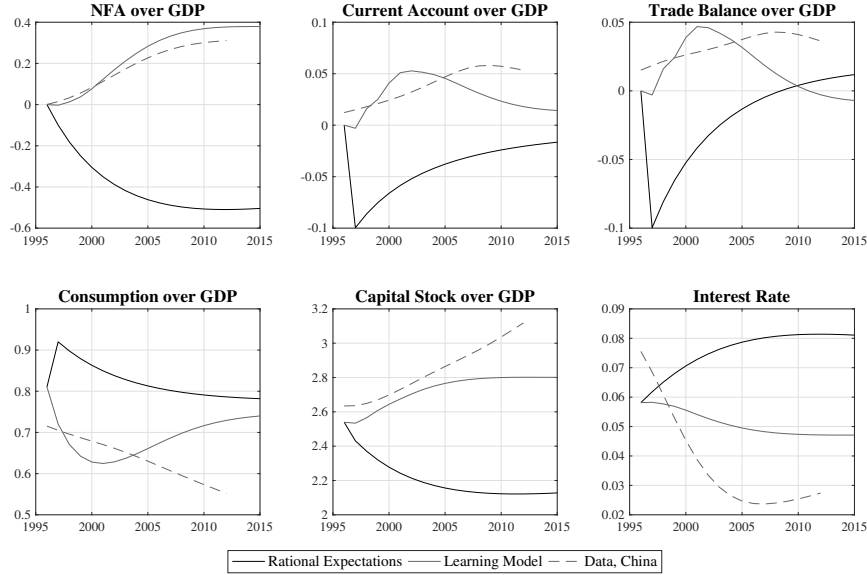 NFA over GDP
0.4
0.2
0
-0.2
-0.4
-0.6
1995 2000 2005 2010 2015
Current Account over GDP
0.1
0.05
0
-0.05
-0.1
1995 2000 2005 2010 2015
Trade Balance over GDP
0.05
0
-0.05
-0.1
1995 2000 2005 2010 2015
Consumption over GDP
1
0.9
0.8
0.7
0.6
0.5
1995 2000 2005 2010 2015
Capital Stock over GDP
3.2
3
2.8
2.6
2.4
2.2
2
1995 2000 2005 2010 2015
Interest Rate
0.09
0.08
0.07
0.06
0.05
0.04
0.03
0.02
1995 2000 2005 2010 2015
Rational Expectations Learning Model Data, China